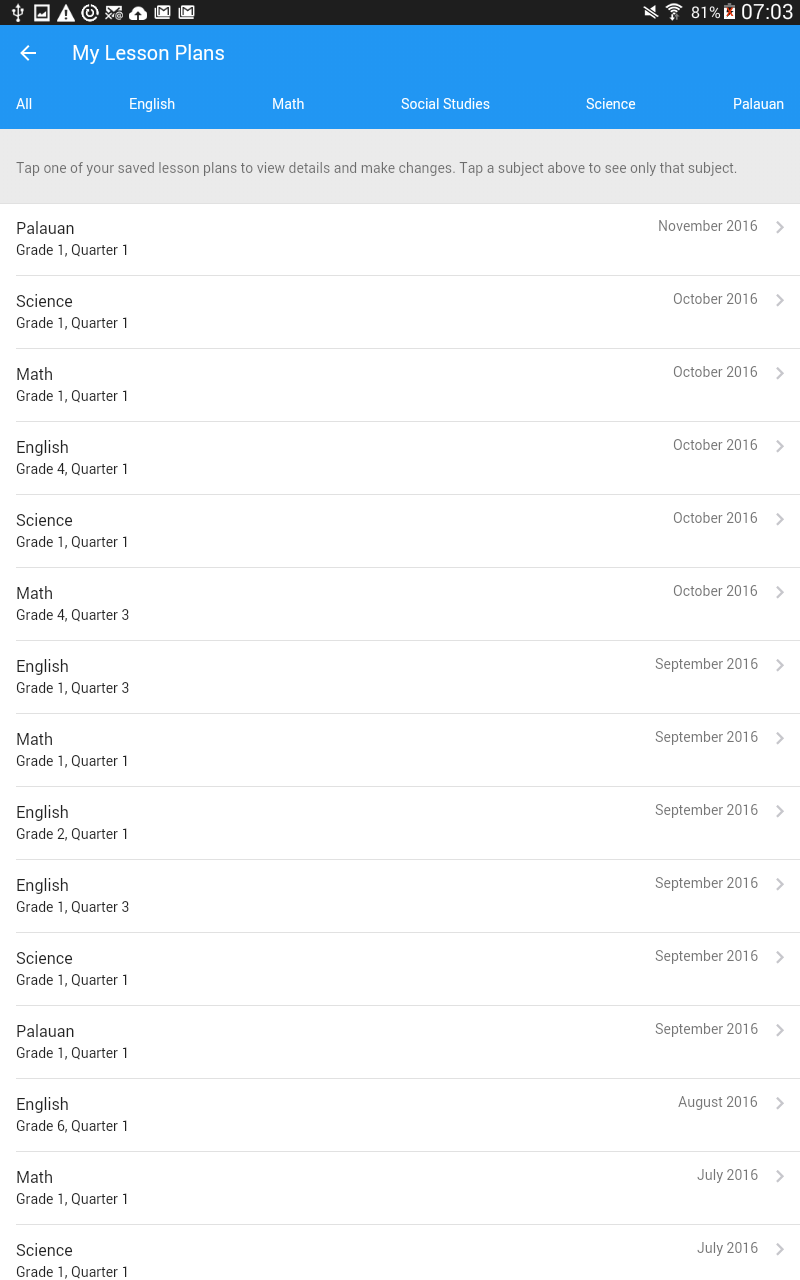 81% 07:03
My Lesson Plans
All English Math Social Studies Science Palauan
Tap one of your saved lesson plans to view details and make changes. Tap a subject above to see only that subject.
Palauan November 2016
Grade 1, Quarter 1
Science October 2016
Grade 1, Quarter 1
Math October 2016
Grade 1, Quarter 1
English October 2016
Grade 4, Quarter 1
Science October 2016
Grade 1, Quarter 1
Math October 2016
Grade 4, Quarter 3
English September 2016
Grade 1, Quarter 3
Math September 2016
Grade 1, Quarter 1
English September 2016
Grade 2, Quarter 1
English September 2016
Grade 1, Quarter 3
Science September 2016
Grade 1, Quarter 1
Palauan September 2016
Grade 1, Quarter 1
English August 2016
Grade 6, Quarter 1
Math July 2016
Grade 1, Quarter 1
Science July 2016
Grade 1, Quarter 1